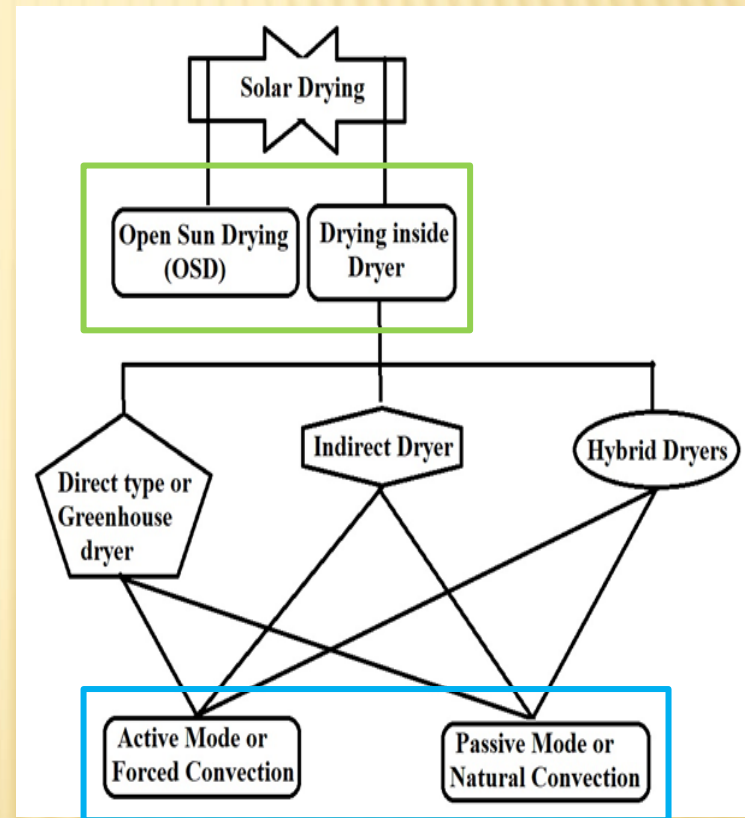 Solar Drying
Open Sun Drying
(OSD)
Drying inside
Dryer
Direct type or
Greenhouse
dryer
Indirect Dryer
Hybrid Dryers
Active Mode or
Forced Convection
Passive Mode or
Natural Convection